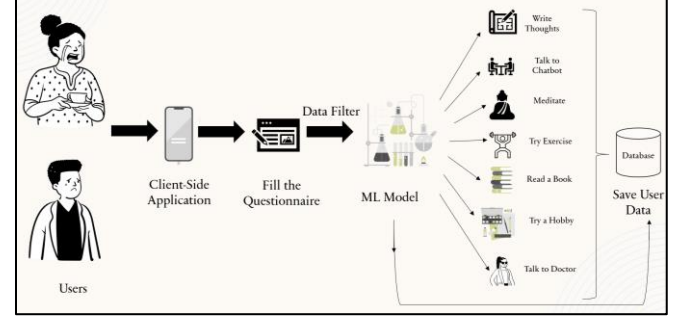 Users
Client-Side
Application
Fill the
Questionnaire
Data Filter
ML Model
Write
Thoughts
Talk to
Chatbot
Meditate
Try Exercise
Read a Book
Try a Hobby
Talk to Doctor
Database
Save User
Data